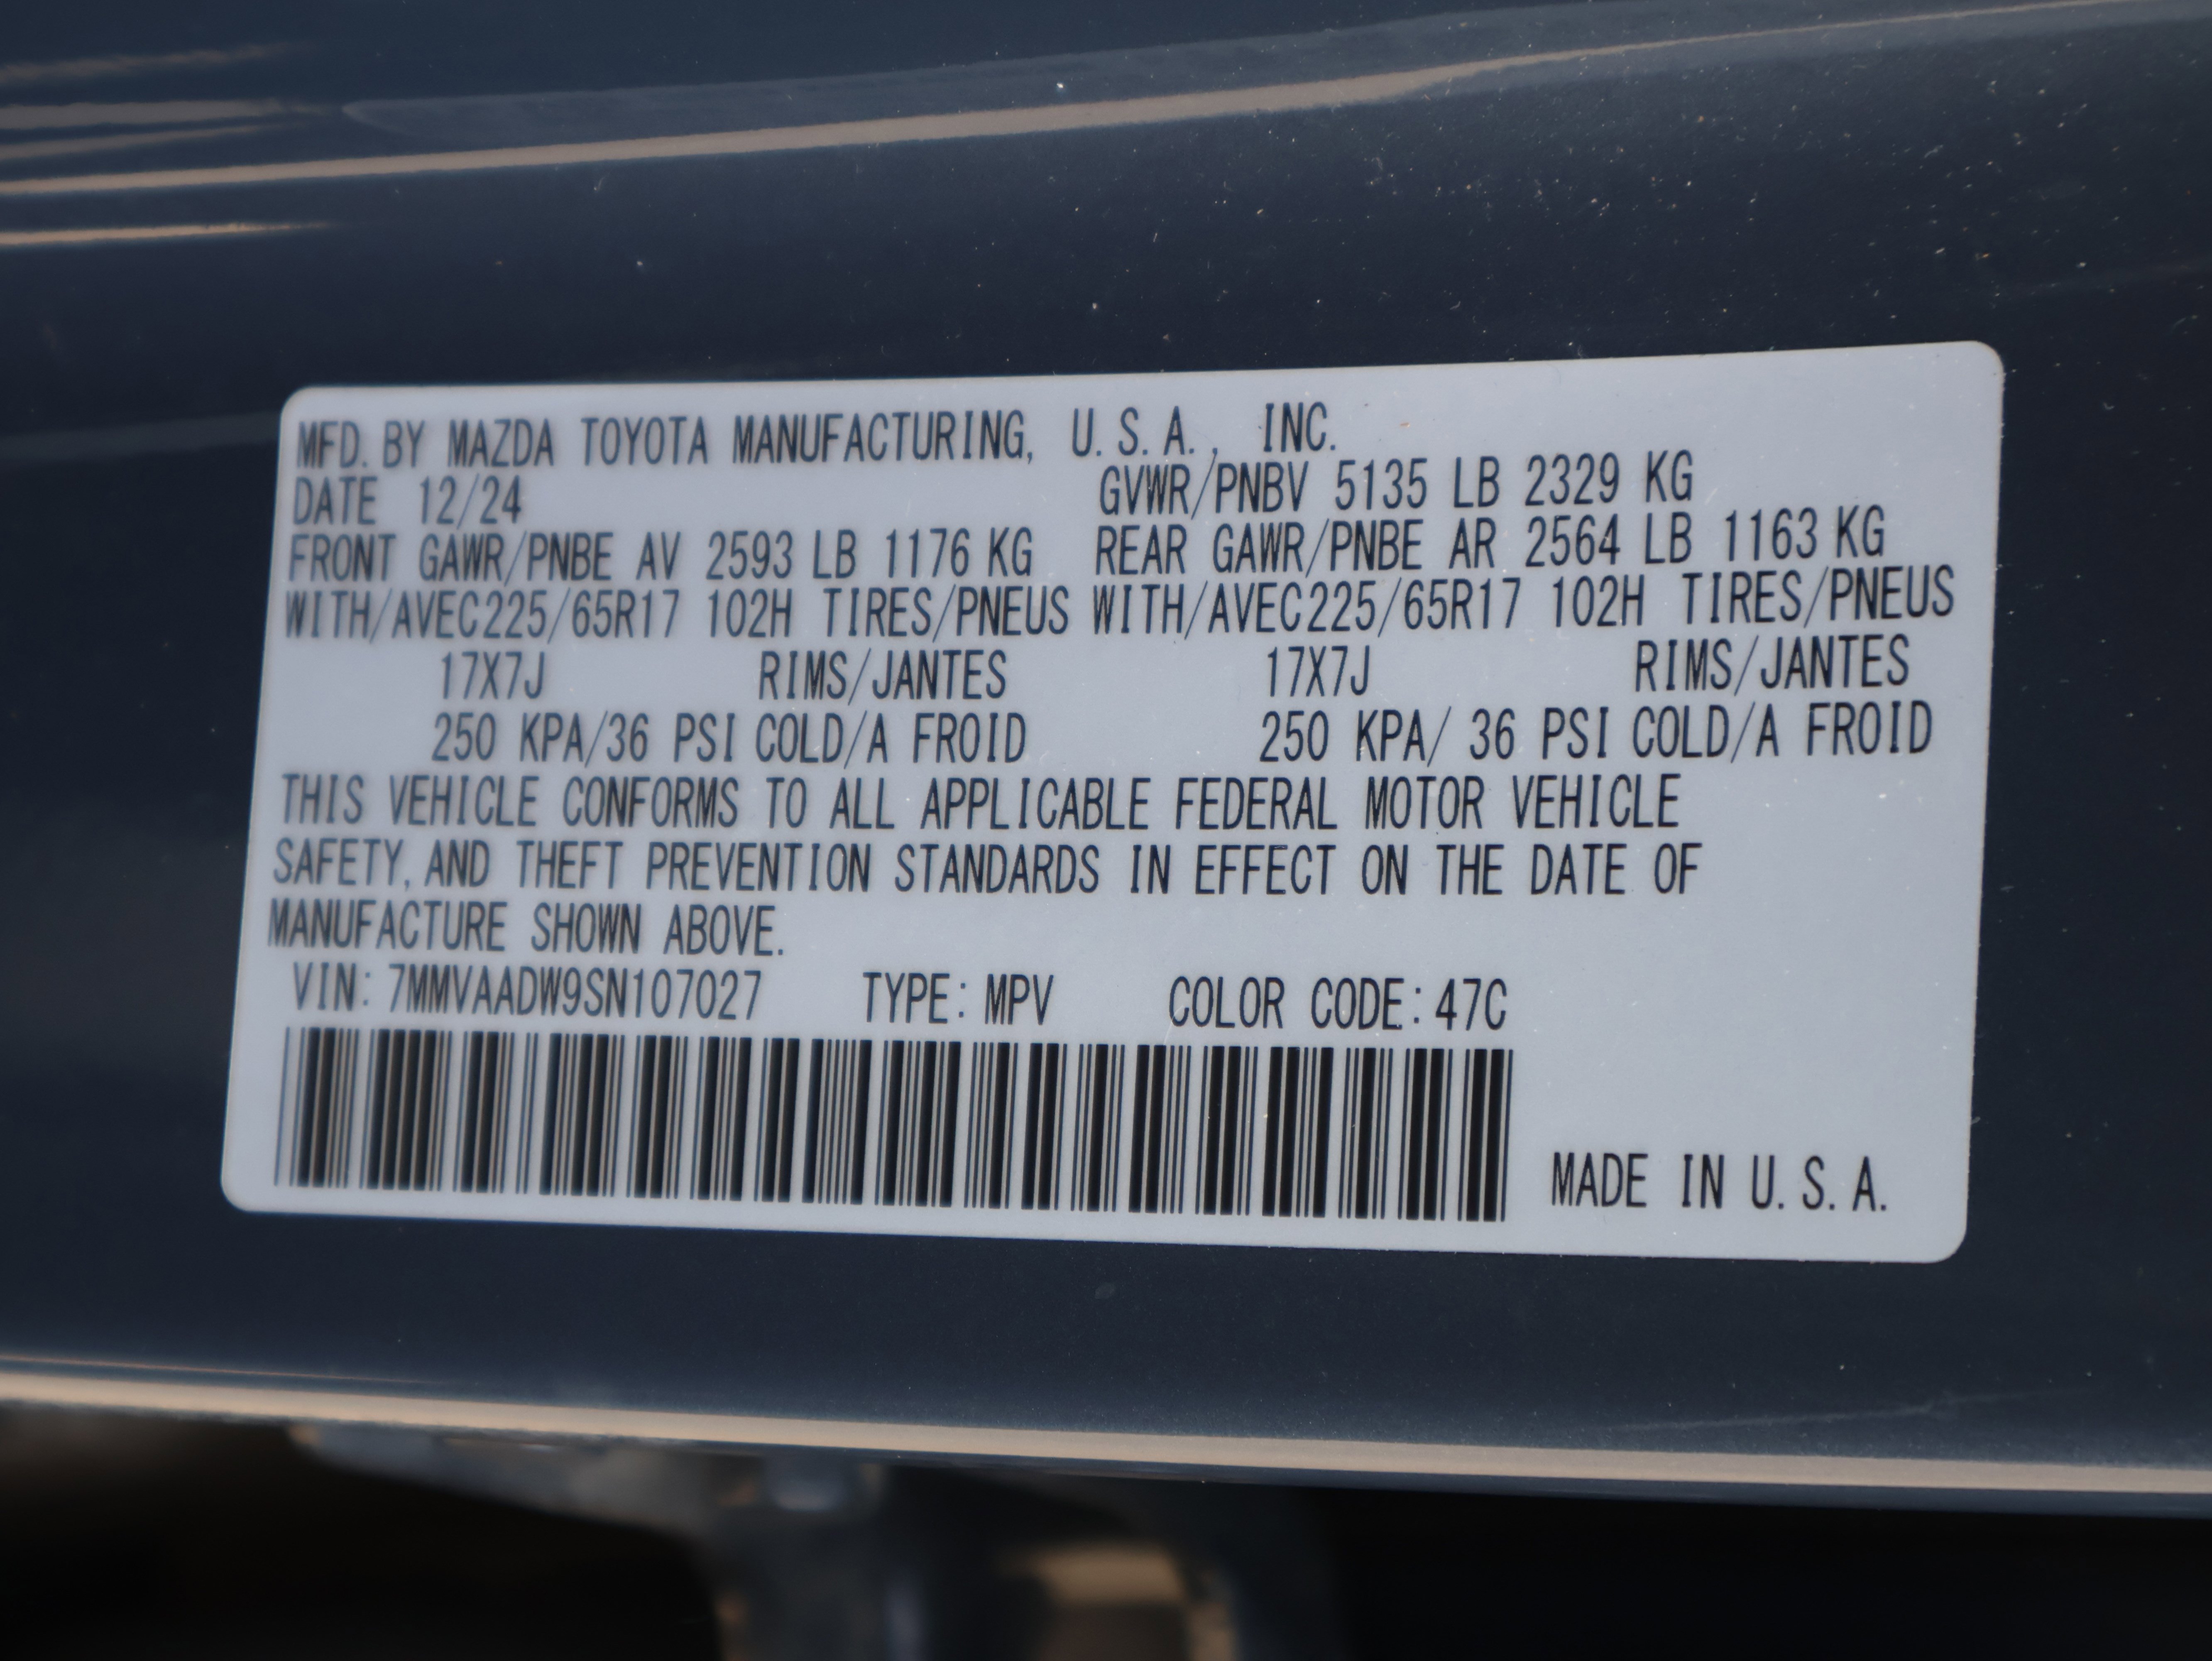 MFD. BY MAZDA TOYOTA MANUFACTURING, U.S.A., INC.
DATE 12/24 GVWR/PNBV 5135 LB 2329 KG
FRONT GAWR/PNBE AV 2593 LB 1176 KG REAR GAWR/PNBE AR 2564 LB 1163 KG
WITH/AVEC225/65R17 102H TIRES/PNEUS WITH/AVEC225/65R17 102H TIRES/PNEUS
17X7J RIMS/JANTES 17X7J RIMS/JANTES
250 KPA/36 PSI COLD/A FROID 250 KPA/ 36 PSI COLD/A FROID
THIS VEHICLE CONFORMS TO ALL APPLICABLE FEDERAL MOTOR VEHICLE
SAFETY, AND THEFT PREVENTION STANDARDS IN EFFECT ON THE DATE OF
MANUFACTURE SHOWN ABOVE.
VIN: 7MMVAADW9SN107027 TYPE: MPV COLOR CODE: 47C
MADE IN U.S.A.